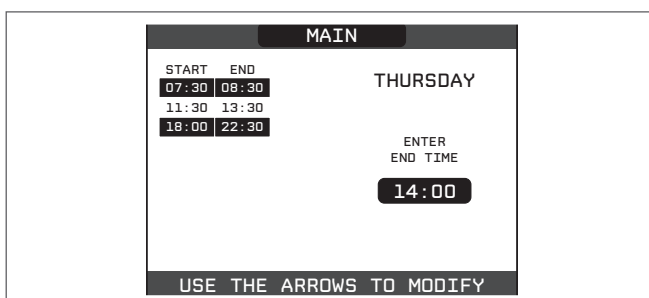 MAIN
START END
07:30 08:30
11:30 13:30
18:00 22:30
THURSDAY
ENTER
END TIME
14:00
USE THE ARROWS TO MODIFY